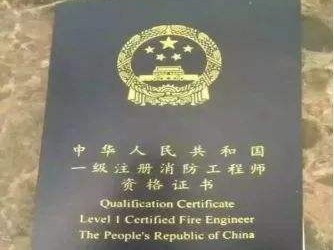 中华人民共和国
一级注册消防工程师
资格证书
Qualification Certificate
Level 1 Certified Fire Engineer
The People's Republic of China